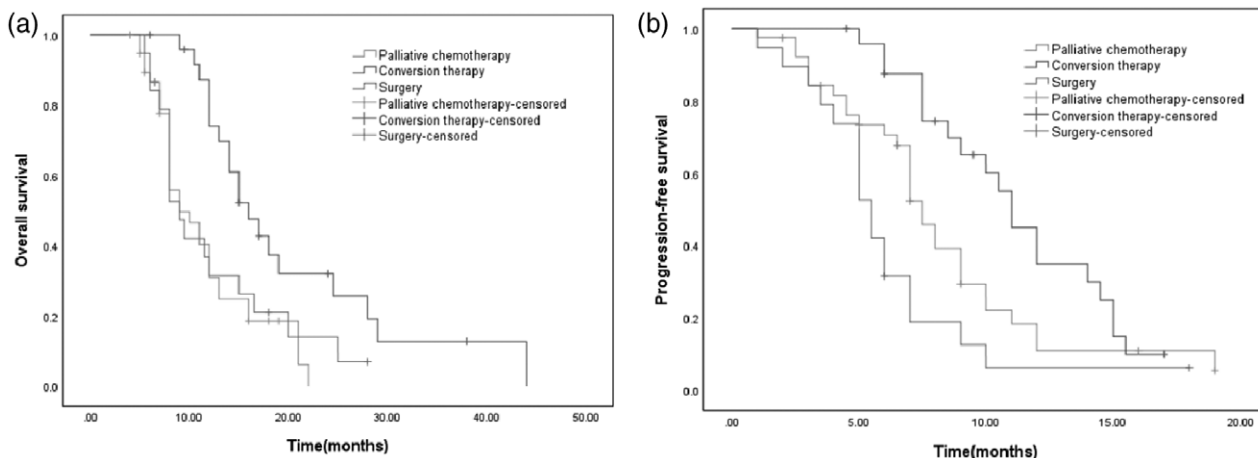 (a)
Palliative chemotherapy
Conversion therapy
Surgery
Palliative chemotherapy-censored
Conversion therapy-censored
Surgery-censored
Overall survival
1.0
0.8
0.6
0.4
0.2
0.0
.00 10.00 20.00 30.00 40.00 50.00
Time(months)
(b)
Palliative chemotherapy
Conversion therapy
Surgery
Palliative chemotherapy-censored
Conversion therapy-censored
Surgery-censored
Progression-free survival
1.0
0.8
0.6
0.4
0.2
0.0
.00 5.00 10.00 15.00 20.00
Time(months)